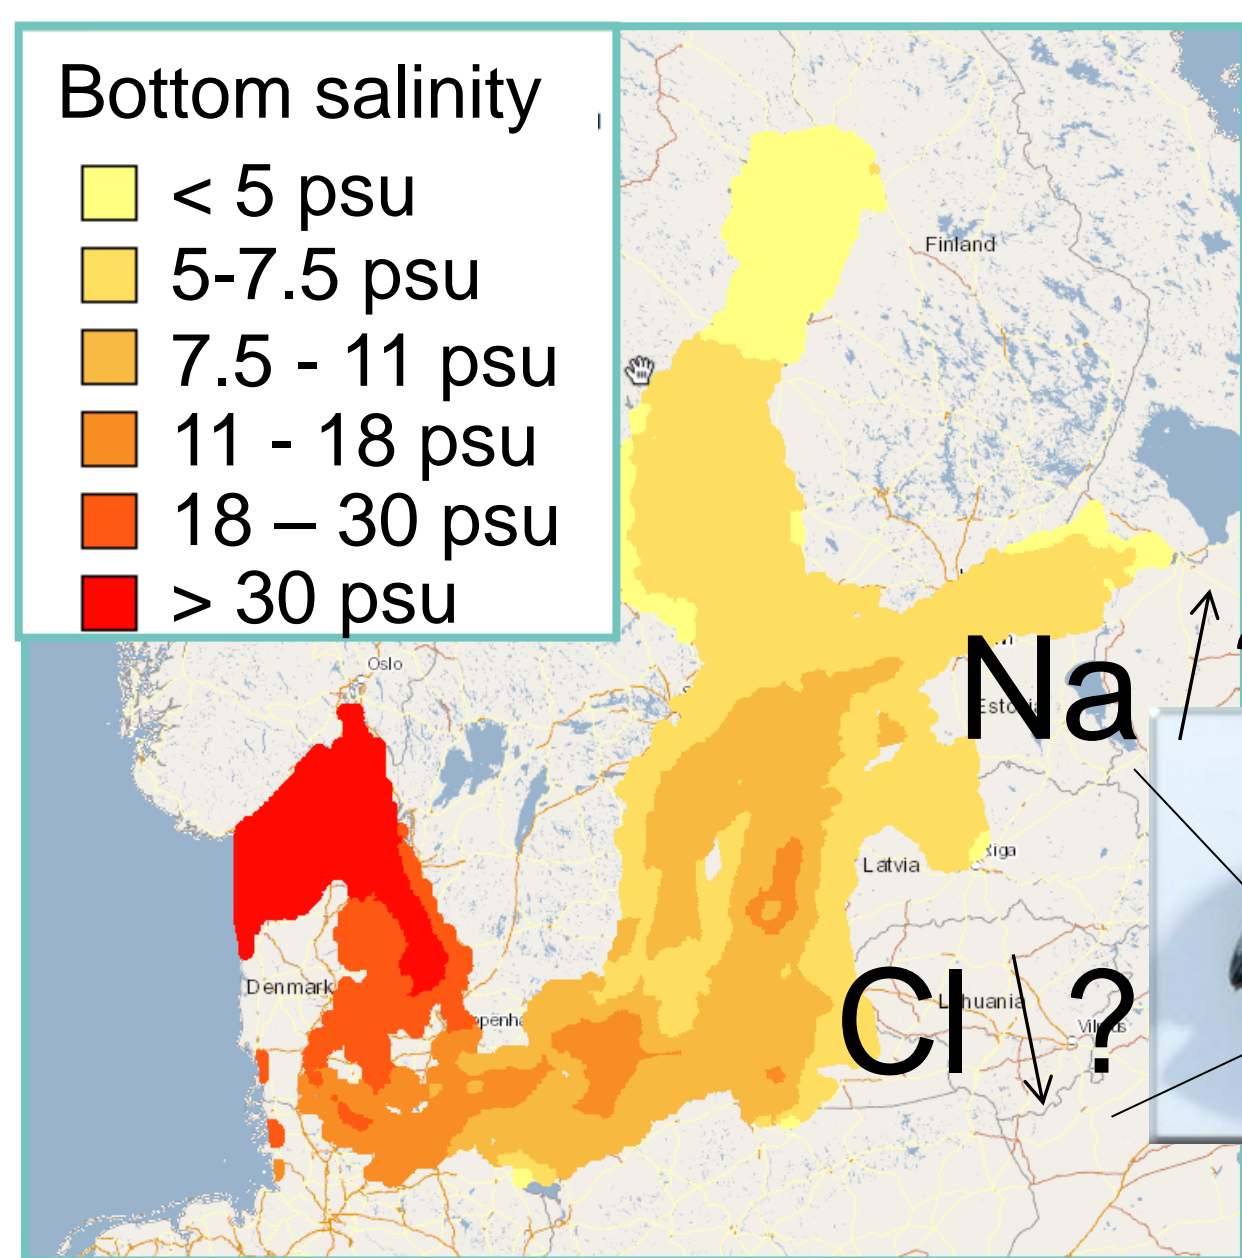 Bottom salinity
< 5 psu
5-7.5 psu
7.5 - 11 psu
11 - 18 psu
18 – 30 psu
> 30 psu
Finland
Oslo
Na
Latvia
Denmark
Cl ?